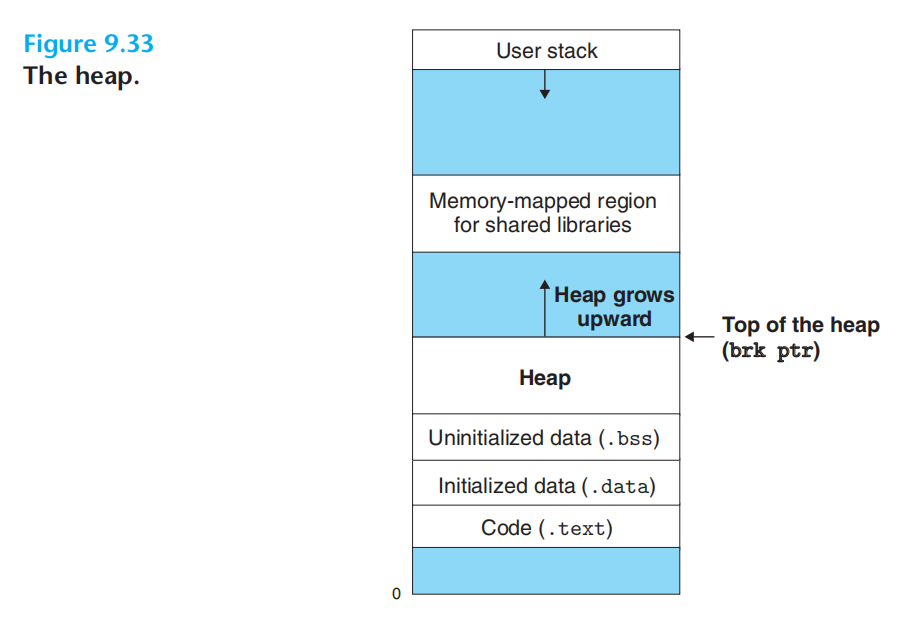 Figure 9.33
The heap.
User stack
Memory-mapped region
for shared libraries
Heap grows
upward
Top of the heap
(brk ptr)
Heap
Uninitialized data (.bss)
Initialized data (.data)
Code (.text)
0